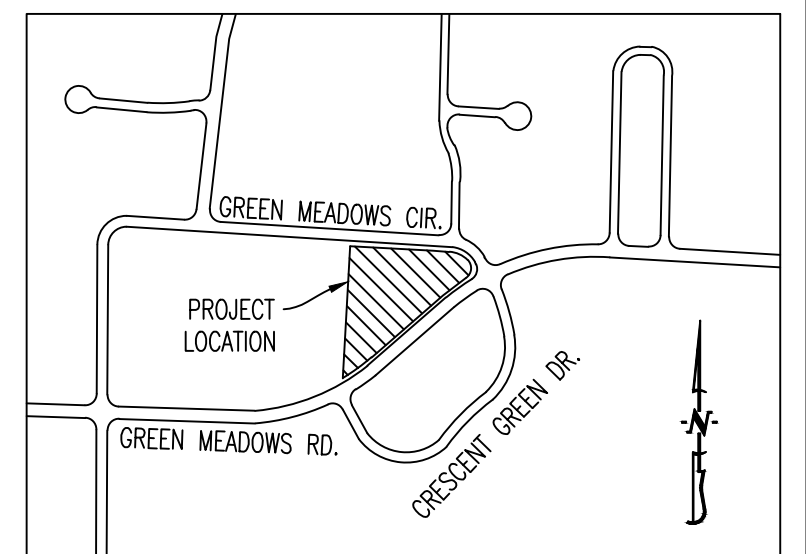 GREEN MEADOWS CIR.
PROJECT
LOCATION
GREEN MEADOWS RD.
CRESCENT GREEN DR.
N